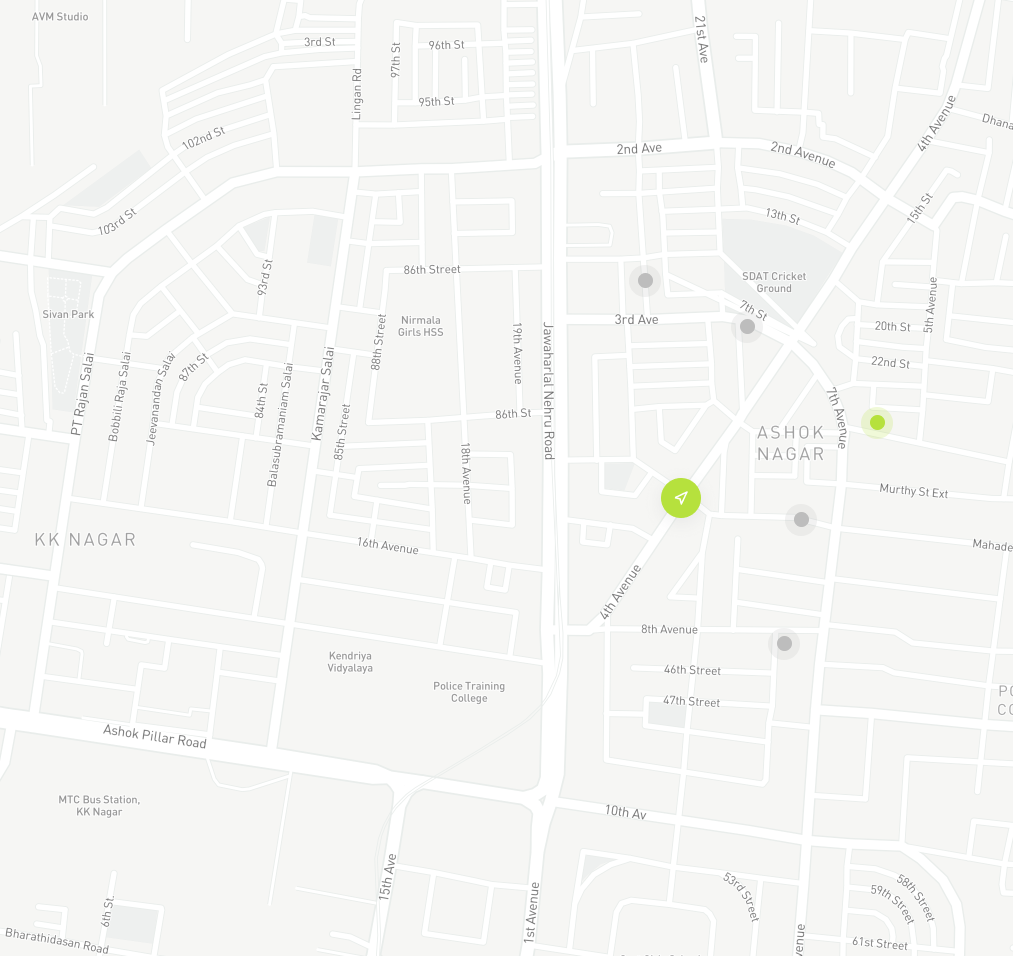 AVM Studio
3rd St
Lingan Rd
97th St
96th St
95th St
21st Ave
102nd St
2nd Ave
2nd Avenue
4th Avenue
Dhana
103rd St
13th St
15th St
93rd St
86th Street
SDAT Cricket
Ground
5th Avenue
Sivan Park
Nirmala
Girls HSS
88th Street
19th Avenue
Jawaharlal Nehru Road
3rd Ave
7th St
20th St
22nd St
PT Rajan Salai
Bobbili Raja Salai
Jeevanandan Salai
87th St
84th St
Balasubramaniam Salai
Kamarajar Salai
85th Street
86th St
18th Avenue
7th Avenue
ASHOK
NAGAR
Murthy St Ext
KK NAGAR
16th Avenue
Mahade
4th Avenue
8th Avenue
Kendriya
Vidyalaya
Police Training
College
46th Street
47th Street
Ashok Pillar Road
MTC Bus Station,
KK Nagar
10th Av
15th Ave
1st Avenue
53rd Street
58th Street
59th Street
61st Street
6th St.
Bharathidasan Road
venue